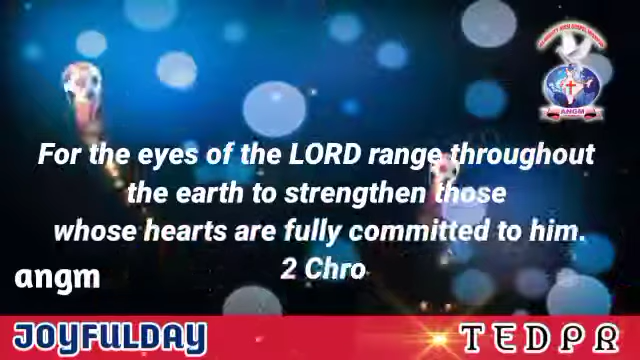 For the eyes of the LORD range throughout
the earth to strengthen those
whose hearts are fully committed to him.
2 Chro
angm
JOYFULDAY
TEDPR
ANGM